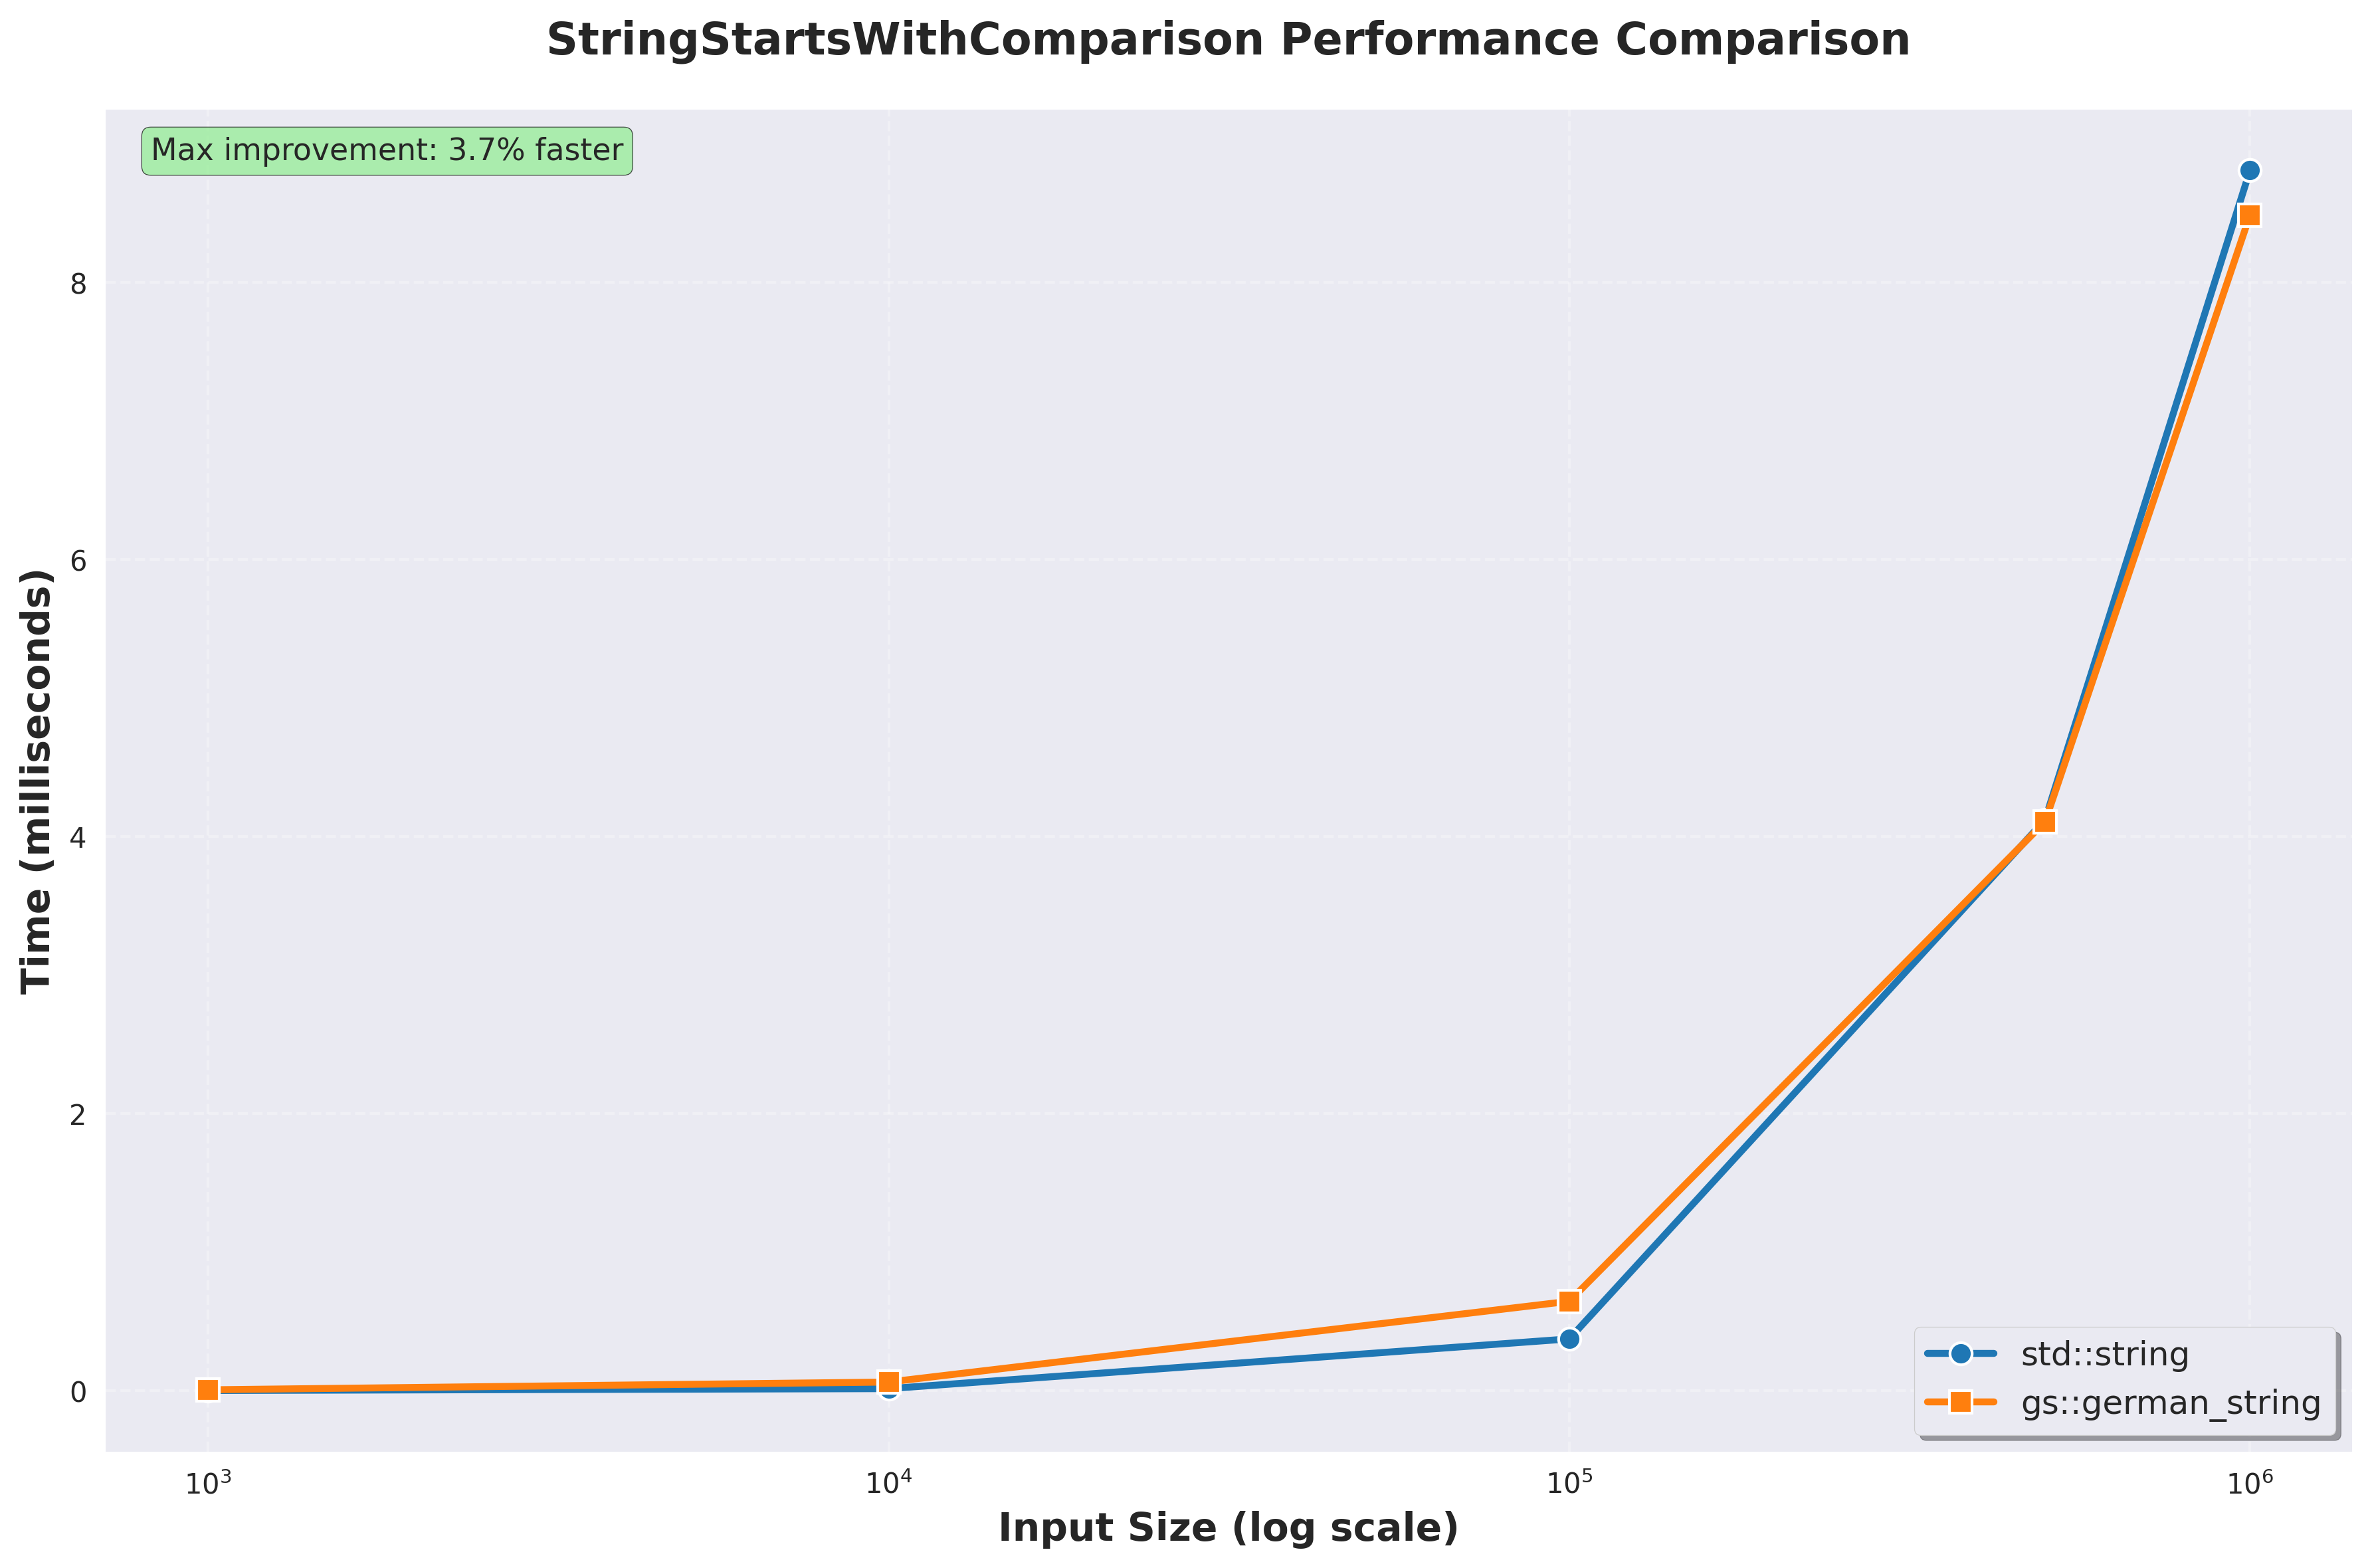 StringStartsWithComparison Performance Comparison
Max improvement: 3.7% faster
Time (milliseconds)
8
6
4
2
0
10³
10⁴
10⁵
10⁶
Input Size (log scale)
std::string
gs::german_string